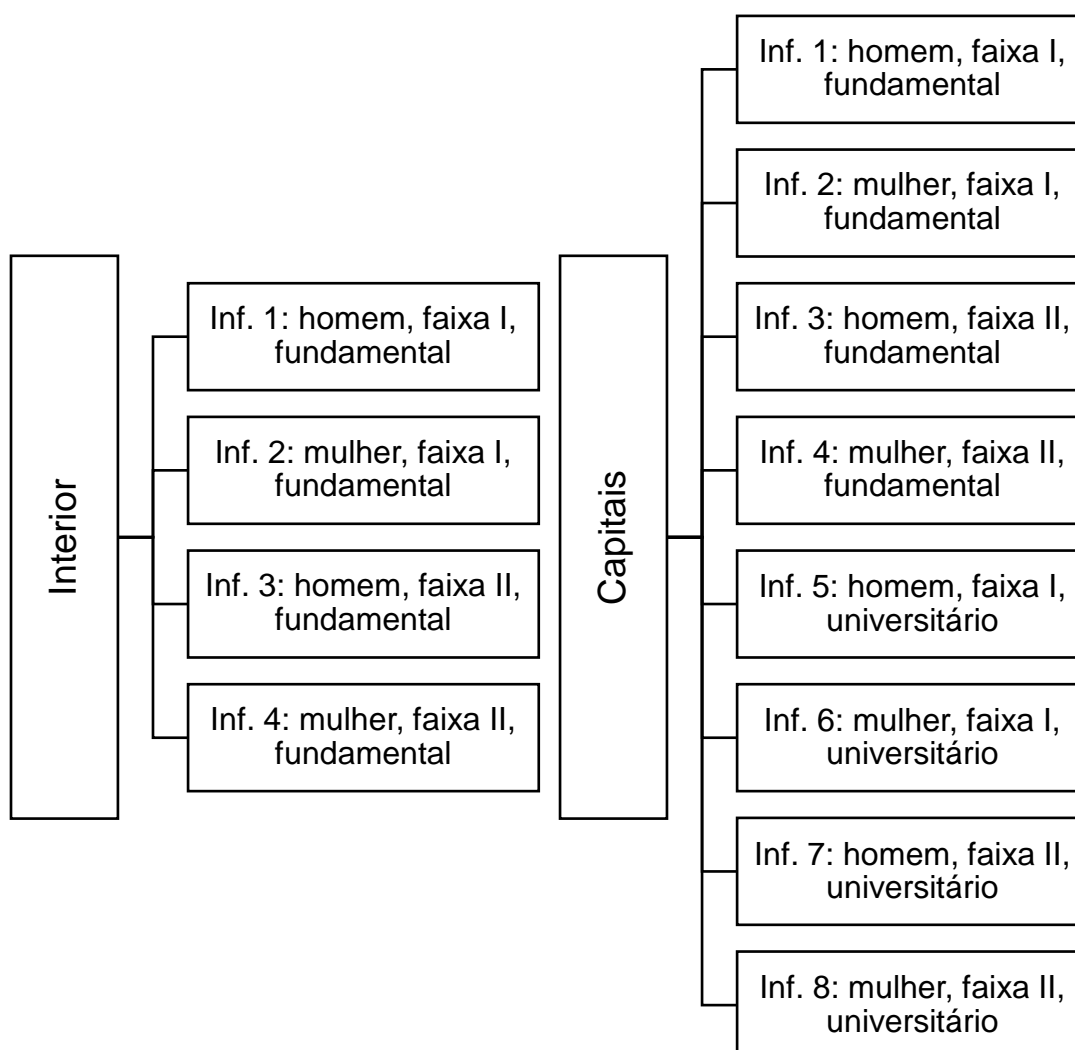 Interior
Inf. 1: homem, faixa I,
fundamental
Inf. 2: mulher, faixa I,
fundamental
Inf. 3: homem, faixa II,
fundamental
Inf. 4: mulher, faixa II,
fundamental
Capitais
Inf. 1: homem, faixa I,
fundamental
Inf. 2: mulher, faixa I,
fundamental
Inf. 3: homem, faixa II,
fundamental
Inf. 4: mulher, faixa II,
fundamental
Inf. 5: homem, faixa I,
universitário
Inf. 6: mulher, faixa I,
universitário
Inf. 7: homem, faixa II,
universitário
Inf. 8: mulher, faixa II,
universitário